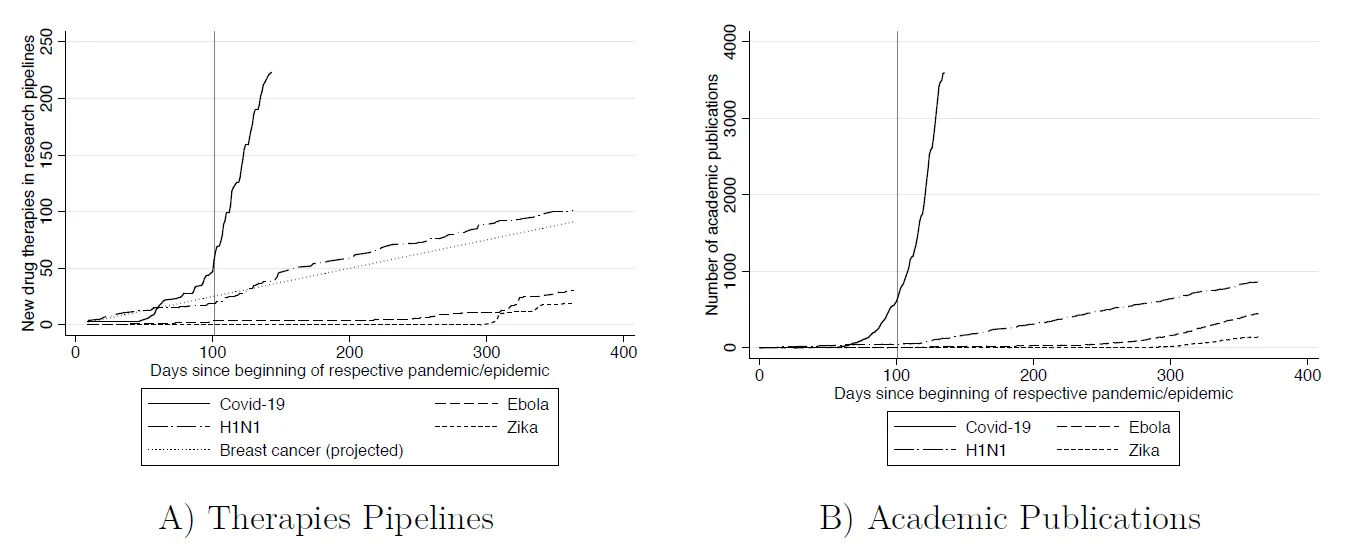 New drug therapies in research pipelines
250
200
150
100
50
0
0 100 200 300 400
Days since beginning of respective pandemic/epidemic
Covid-19 Ebola
H1N1 Zika
Breast cancer (projected)
A) Therapies Pipelines
Number of academic publications
4000
3000
2000
1000
0
0 100 200 300 400
Days since beginning of respective pandemic/epidemic
Covid-19 Ebola
H1N1 Zika
B) Academic Publications